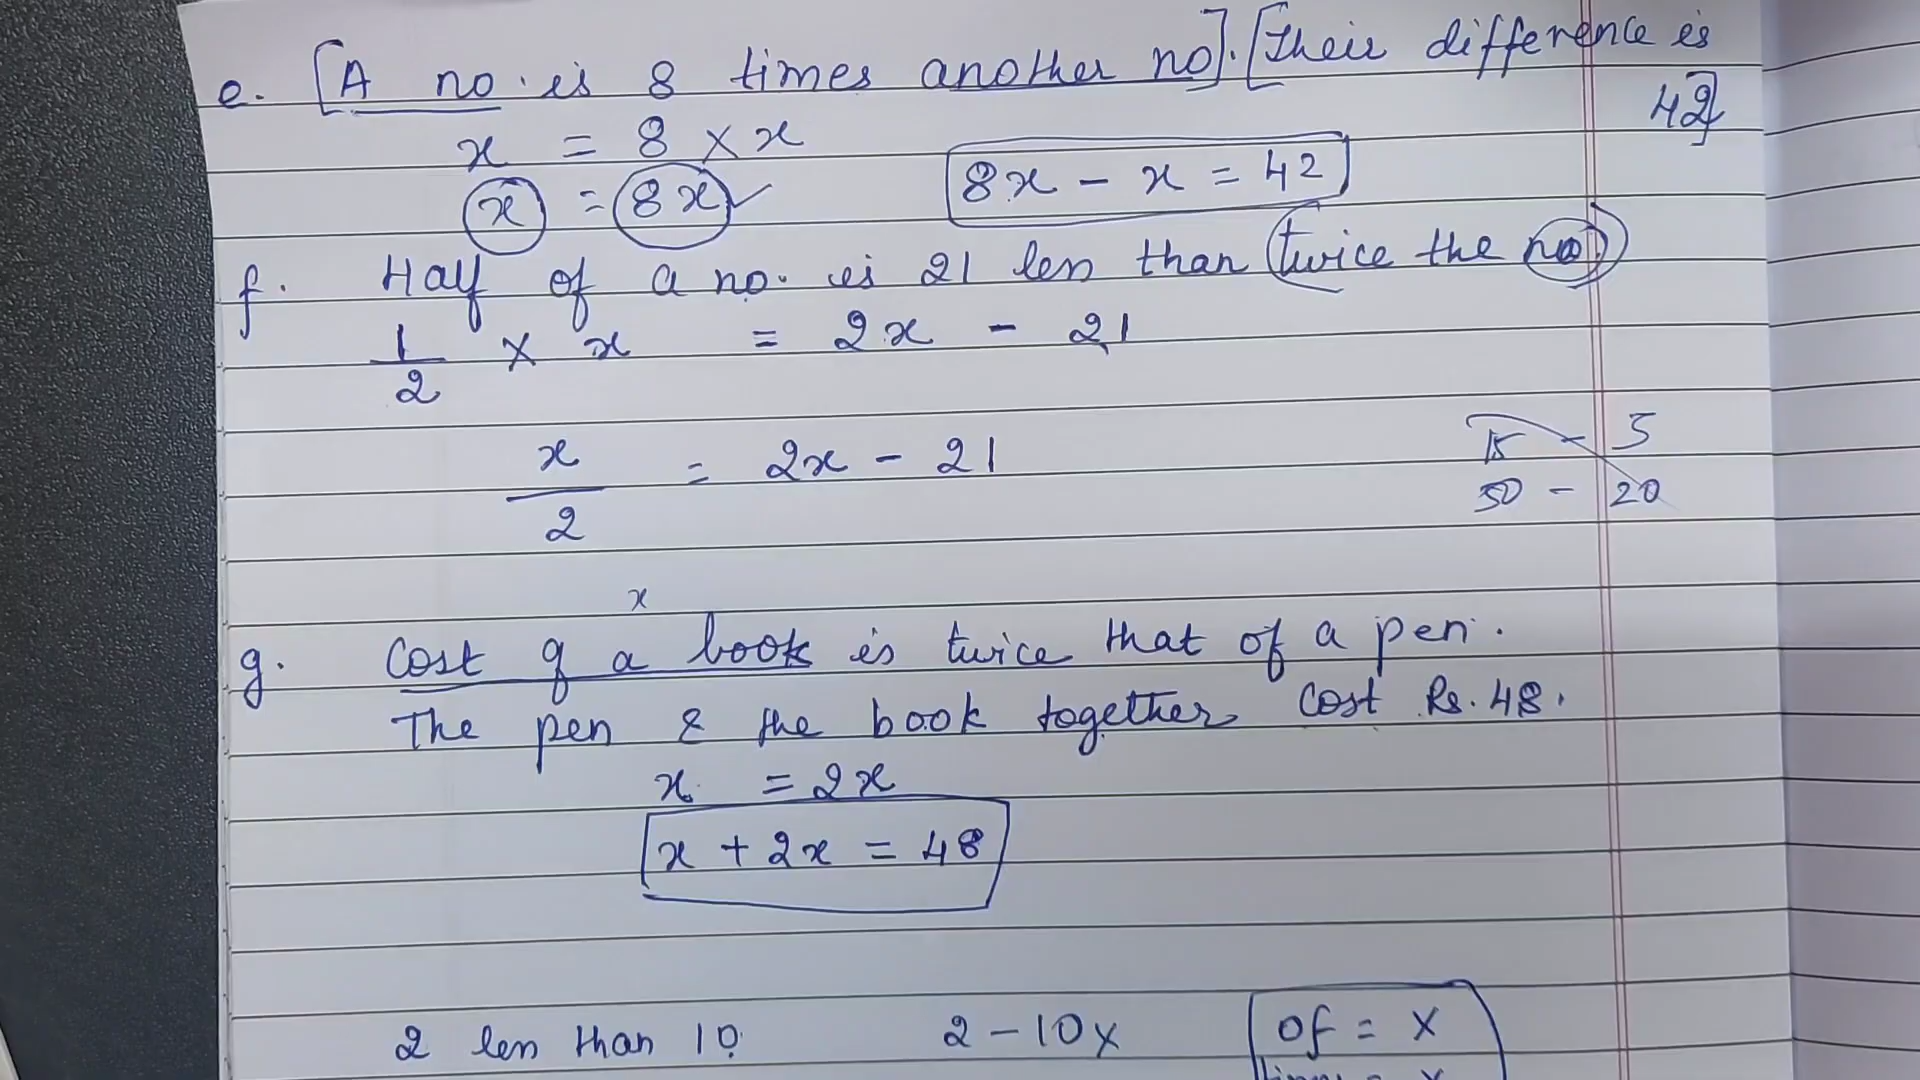 e. [A no. is 8 times another no]. [Their difference is
42]
x = 8 × x
x = 8x ✓ 8x - x = 42
f. Half of a no. is 21 less than (twice the no)
1/2 × x = 2x - 21
x/2 = 2x - 21
15 - 5
50 - 20
x
g. Cost of a book is twice that of a pen.
The pen & the book together cost Rs. 48.
x = 2x
x + 2x = 48
2 less than 10 2 - 10 x of = x